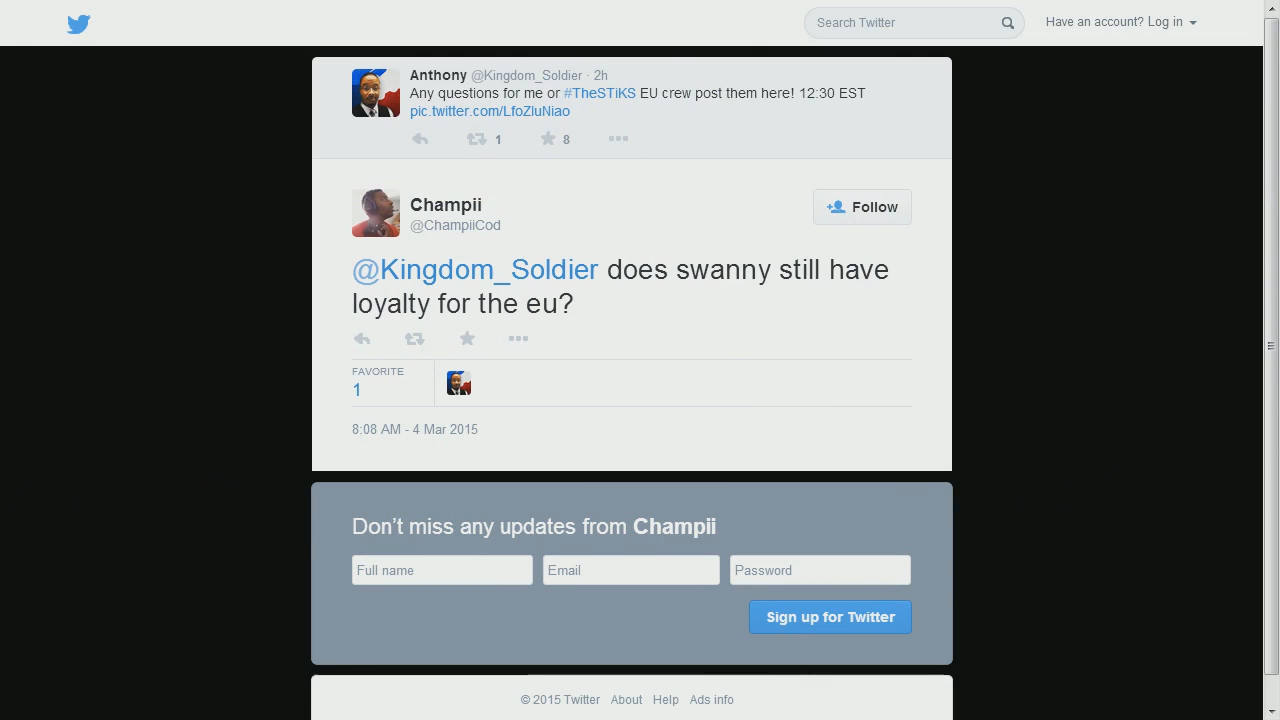 Search Twitter
Have an account? Log in
Anthony @Kingdom_Soldier · 2h
Any questions for me or #TheSTiKS EU crew post them here! 12:30 EST
pic.twitter.com/LfoZluNiao
1 8
Champii
@ChampiiCod
Follow
@Kingdom_Soldier does swanny still have
loyalty for the eu?
FAVORITE
1
8:08 AM - 4 Mar 2015
Don't miss any updates from Champii
Full name Email Password
Sign up for Twitter
© 2015 Twitter About Help Ads info